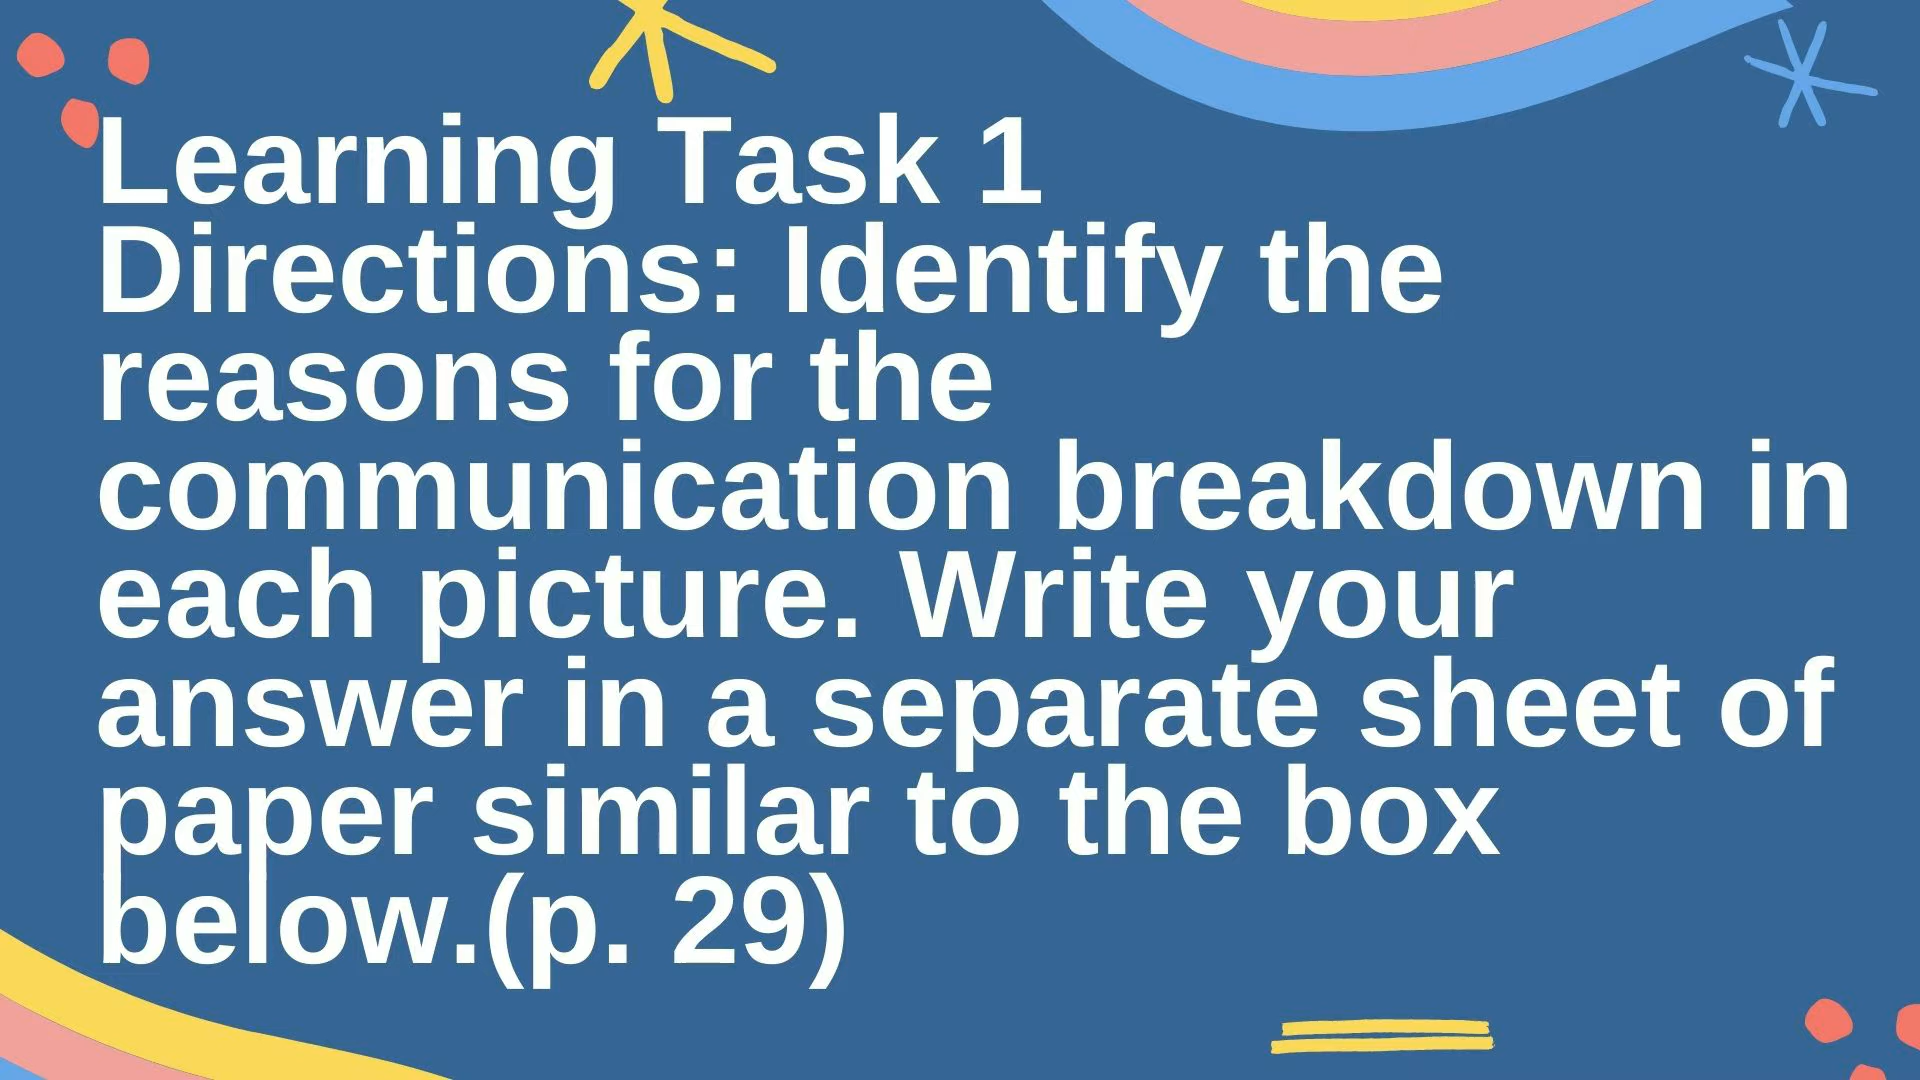 Learning Task 1
Directions: Identify the
reasons for the
communication breakdown in
each picture. Write your
answer in a separate sheet of
paper similar to the box
below.(p. 29)